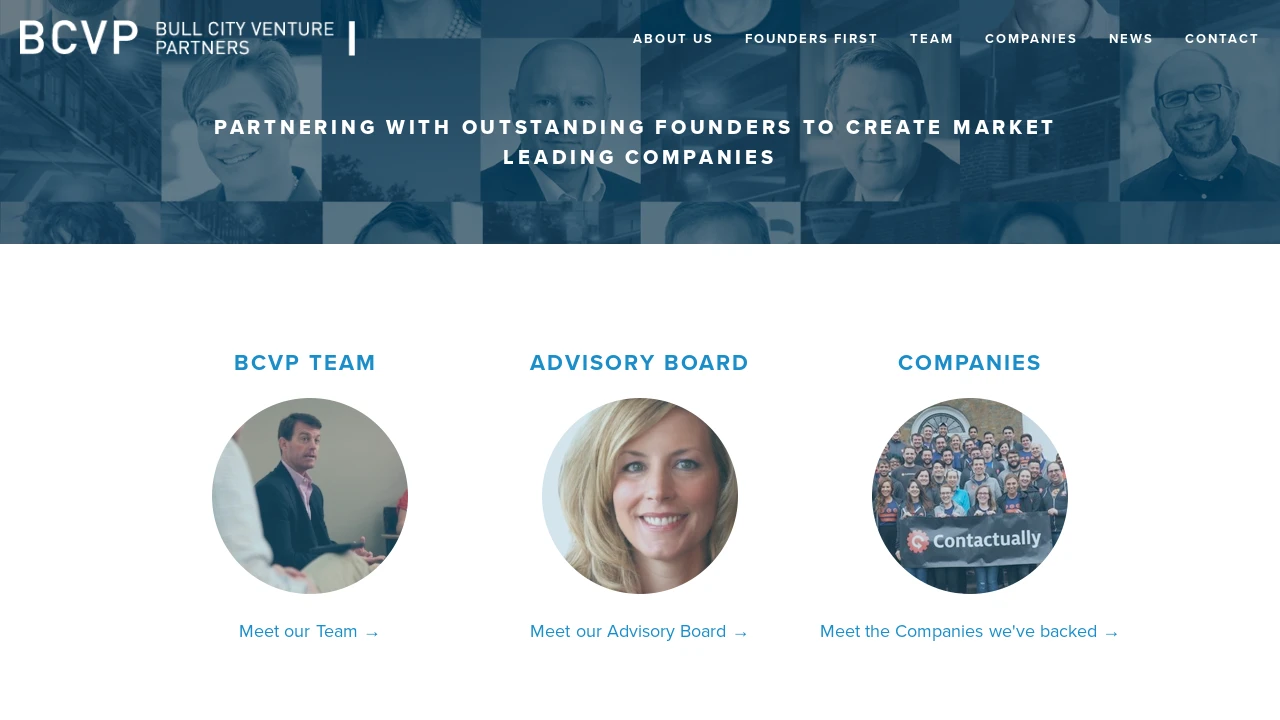 BCVP
BULL CITY VENTURE
PARTNERS
ABOUT US
FOUNDERS FIRST
TEAM
COMPANIES
NEWS
CONTACT
PARTNERING WITH OUTSTANDING FOUNDERS TO CREATE MARKET
LEADING COMPANIES
BCVP TEAM
ADVISORY BOARD
COMPANIES
Contactually
Meet our Team →
Meet our Advisory Board →
Meet the Companies we've backed →